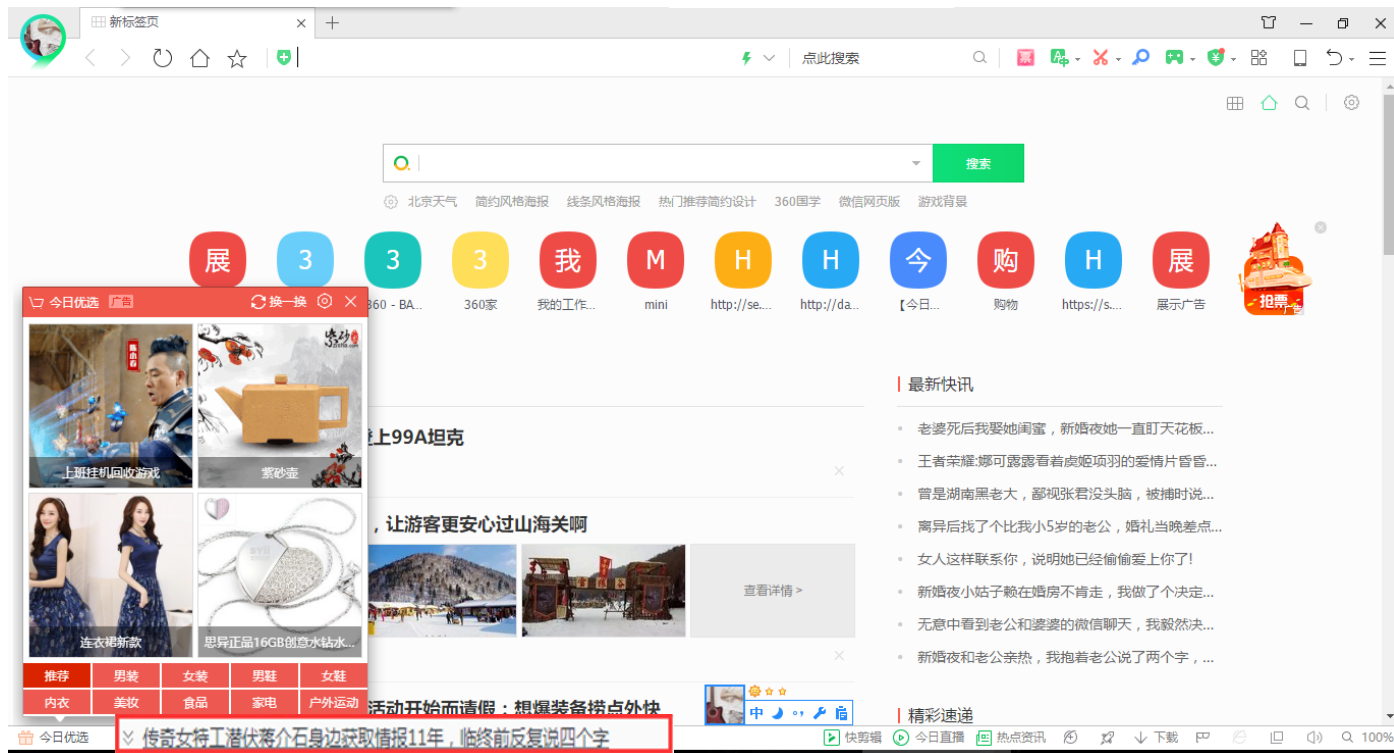 新标签页
点此搜索
票
搜索
北京天气 简约风格海报 线条风格海报 热门推荐简约设计 360国学 微信网页版 游戏背景
展 3 3 3 我 M H H 今 购 H 展
360 - BA... 360家 我的工作... mini http://se.... http://da... 【今日... 购物 https://s.... 展示广告
抢票
广告
今日优选 广告 换一换
陈小春
紫砂
上班挂机回收游戏 紫砂壶
连衣裙新款 思异正品16GB创意水钻水...
推荐 男装 女装 男鞋 女鞋
内衣 美妆 食品 家电 户外运动
上99A坦克
，让游客更安心过山海关啊
查看详情 >
活动开始而请假：想爆装备捞点外快
最新快讯
老婆死后我娶她闺蜜，新婚夜她一直盯天花板...
王者荣耀:娜可露露看着虞姬项羽的爱情片昏昏...
曾是湖南黑老大，鄙视张君没头脑，被捕时说...
离异后找了个比我小5岁的老公，婚礼当晚差点...
女人这样联系你，说明她已经偷偷爱上你了!
新婚夜小姑子赖在婚房不肯走，我做了个决定...
无意中看到老公和婆婆的微信聊天，我毅然决...
新婚夜和老公亲热，我抱着老公说了两个字，...
精彩速递
中
今日优选 传奇女特工潜伏落介石身边获取情报11年，临终前反复说四个字 快剪辑 今日直播 热点资讯 下载 100%